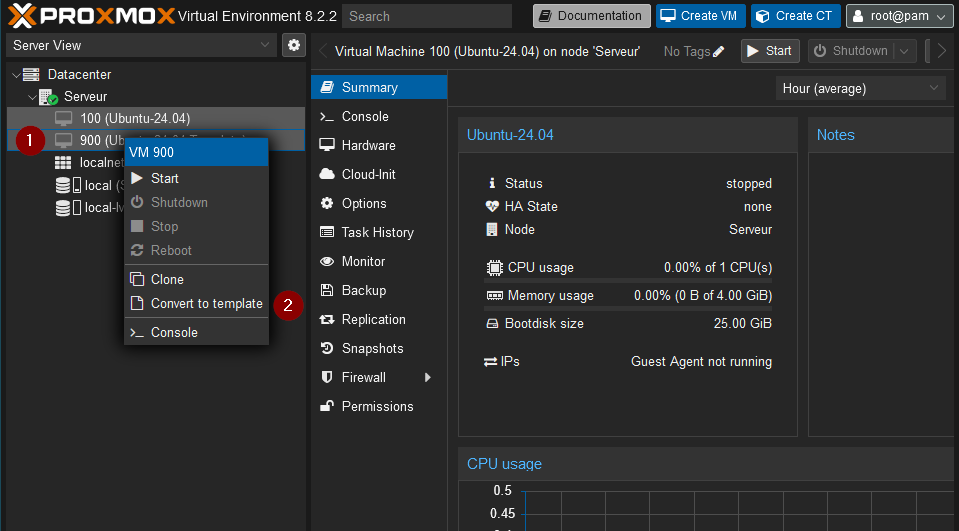 PROXMOX Virtual Environment 8.2.2 Search Documentation Create VM Create CT root@pam
Server View
Virtual Machine 100 (Ubuntu-24.04) on node 'Serveur' No Tags Start Shutdown
Datacenter
Serveur
100 (Ubuntu-24.04)
1
900 (Ub
VM 900
Start
Shutdown
Stop
Reboot
Clone
Convert to template
2
Console
localnet
local (S
local-lv
Summary
Console
Hardware
Cloud-Init
Options
Task History
Monitor
Backup
Replication
Snapshots
Firewall
Permissions
Hour (average)
Ubuntu-24.04
Status stopped
HA State none
Node Serveur
CPU usage 0.00% of 1 CPU(s)
Memory usage 0.00% (0 B of 4.00 GiB)
Bootdisk size 25.00 GiB
IPs Guest Agent not running
Notes
CPU usage
0.5
0.45